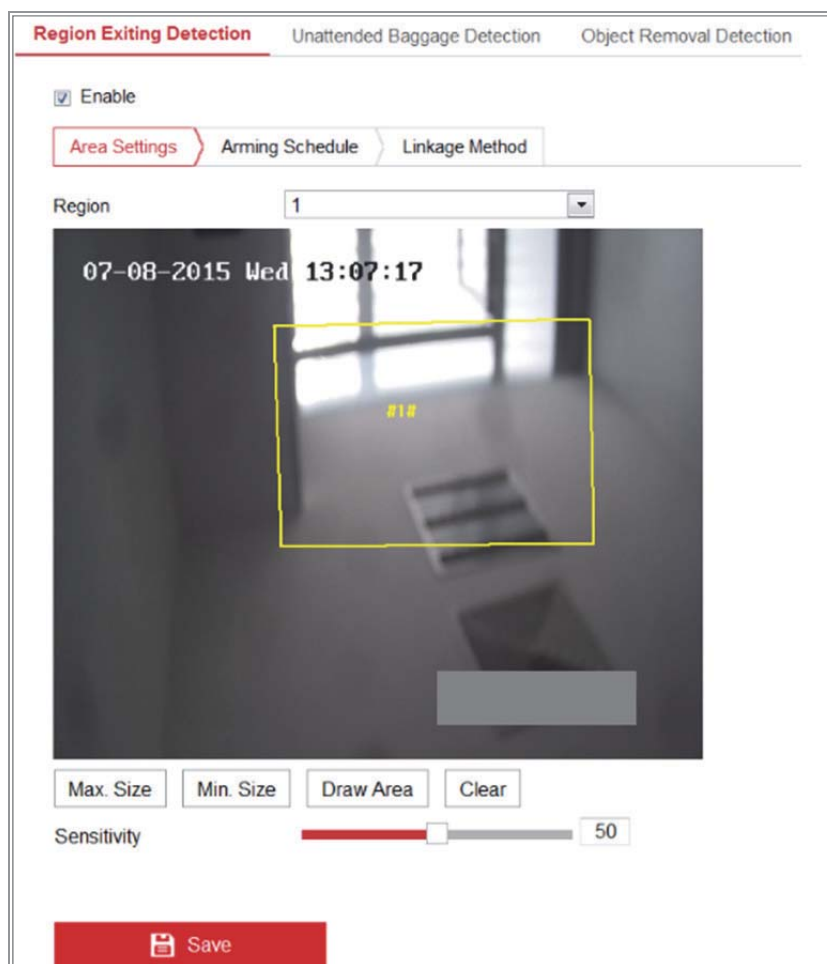 Region Exiting Detection Unattended Baggage Detection Object Removal Detection
Enable
Area Settings Arming Schedule Linkage Method
Region 1
07-08-2015 Wed 13:07:17
#1#
Max. Size Min. Size Draw Area Clear
Sensitivity 50
Save